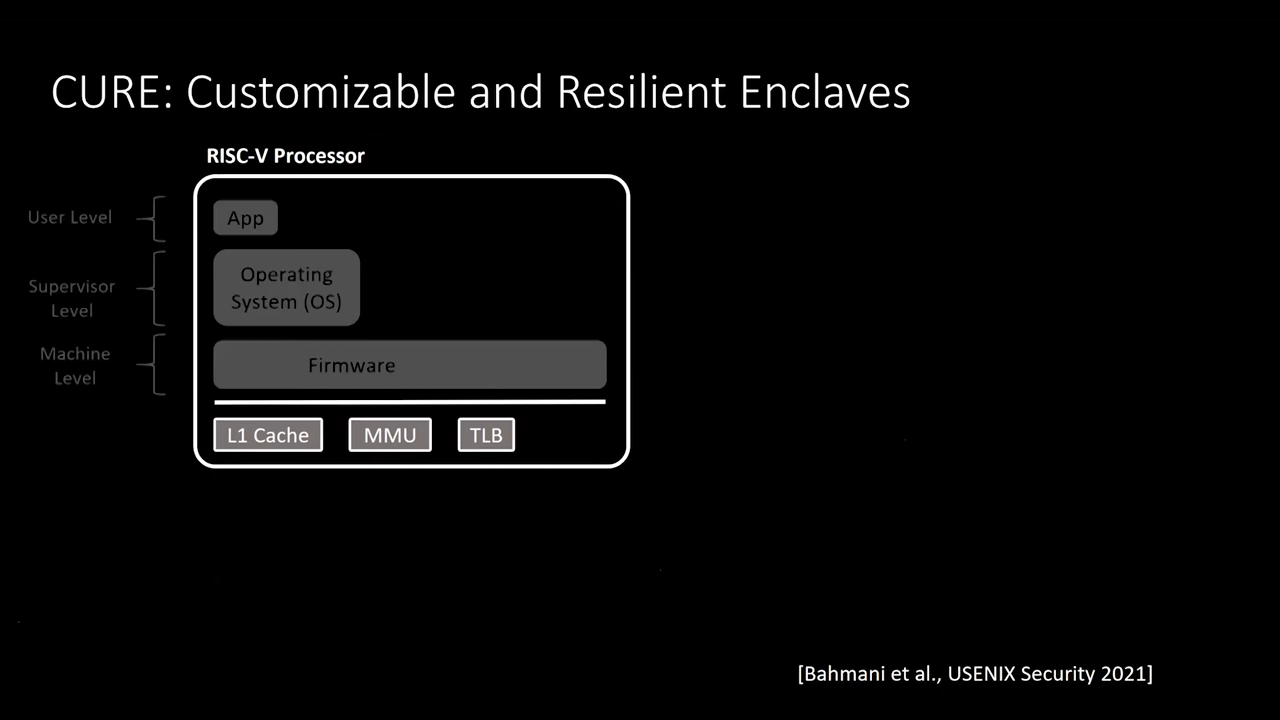 CURE: Customizable and Resilient Enclaves
RISC-V Processor
User Level
App
Supervisor
Level
Operating
System (OS)
Machine
Level
Firmware
L1 Cache
MMU
TLB
[Bahmani et al., USENIX Security 2021]